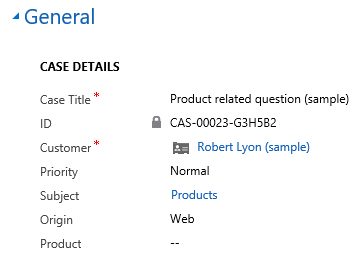 General
CASE DETAILS
Case Title* Product related question (sample)
ID CAS-00023-G3H5B2
Customer* Robert Lyon (sample)
Priority Normal
Subject Products
Origin Web
Product --